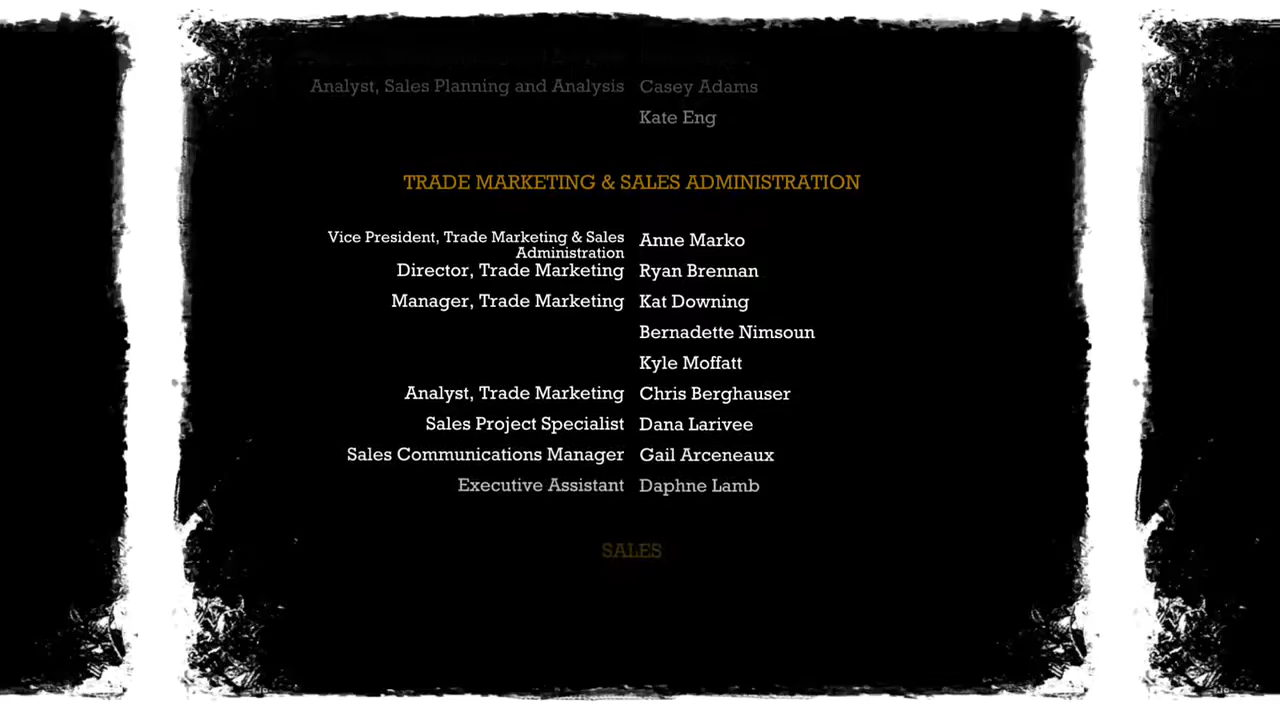 Analyst, Sales Planning and Analysis Casey Adams
Kate Eng
TRADE MARKETING & SALES ADMINISTRATION
Vice President, Trade Marketing & Sales Administration Anne Marko
Director, Trade Marketing Ryan Brennan
Manager, Trade Marketing Kat Downing
Bernadette Nimsoun
Kyle Moffatt
Analyst, Trade Marketing Chris Berghauser
Sales Project Specialist Dana Larivee
Sales Communications Manager Gail Arceneaux
Executive Assistant Daphne Lamb
SALES